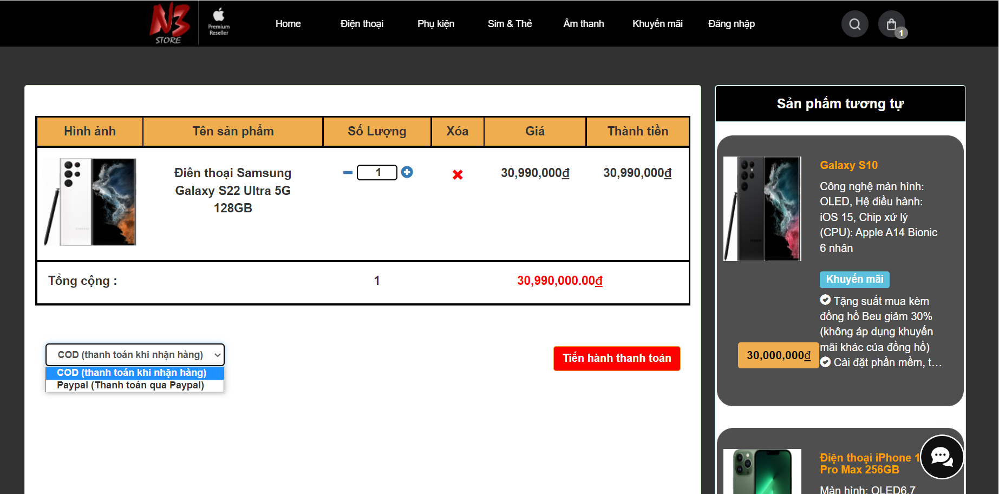 N3
STORE
Premium
Reseller
Home
Điện thoại
Phụ kiện
Sim & Thẻ
Âm thanh
Khuyến mãi
Đăng nhập
1
Hình ảnh
Tên sản phẩm
Số Lượng
Xóa
Giá
Thành tiền
Điên thoại Samsung
Galaxy S22 Ultra 5G
128GB
1
30,990,000đ
30,990,000đ
Tổng cộng :
1
30,990,000.00đ
COD (thanh toán khi nhận hàng)
COD (thanh toán khi nhận hàng)
Paypal (Thanh toán qua Paypal)
Tiến hành thanh toán
Sản phẩm tương tự
Galaxy S10
Công nghệ màn hình:
OLED, Hệ điều hành:
iOS 15, Chip xử lý
(CPU): Apple A14 Bionic
6 nhân
Khuyến mãi
Tặng suất mua kèm
đồng hồ Beu giảm 30%
(không áp dụng khuyến
mãi khác của đồng hồ)
Cài đặt phần mềm, t...
30,000,000đ
Điện thoại iPhone 1
Pro Max 256GB
Màn hình: OLED6.7